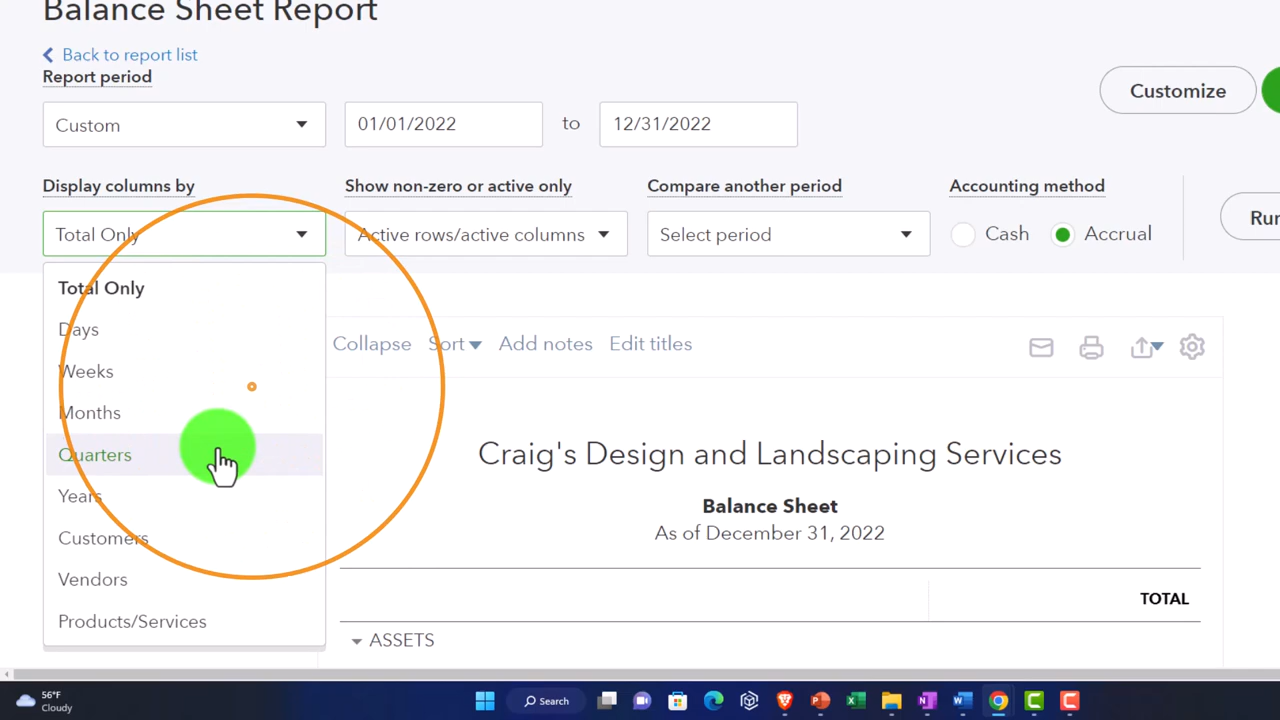 Balance Sheet Report
Back to report list
Report period
Custom
01/01/2022
to
12/31/2022
Customize
Display columns by
Show non-zero or active only
Compare another period
Accounting method
Total Only
Active rows/active columns
Select period
Cash
Accrual
Total Only
Days
Weeks
Months
Quarters
Years
Customers
Vendors
Products/Services
Collapse
Sort
Add notes
Edit titles
Craig's Design and Landscaping Services
Balance Sheet
As of December 31, 2022
TOTAL
ASSETS
56°F
Cloudy
Search